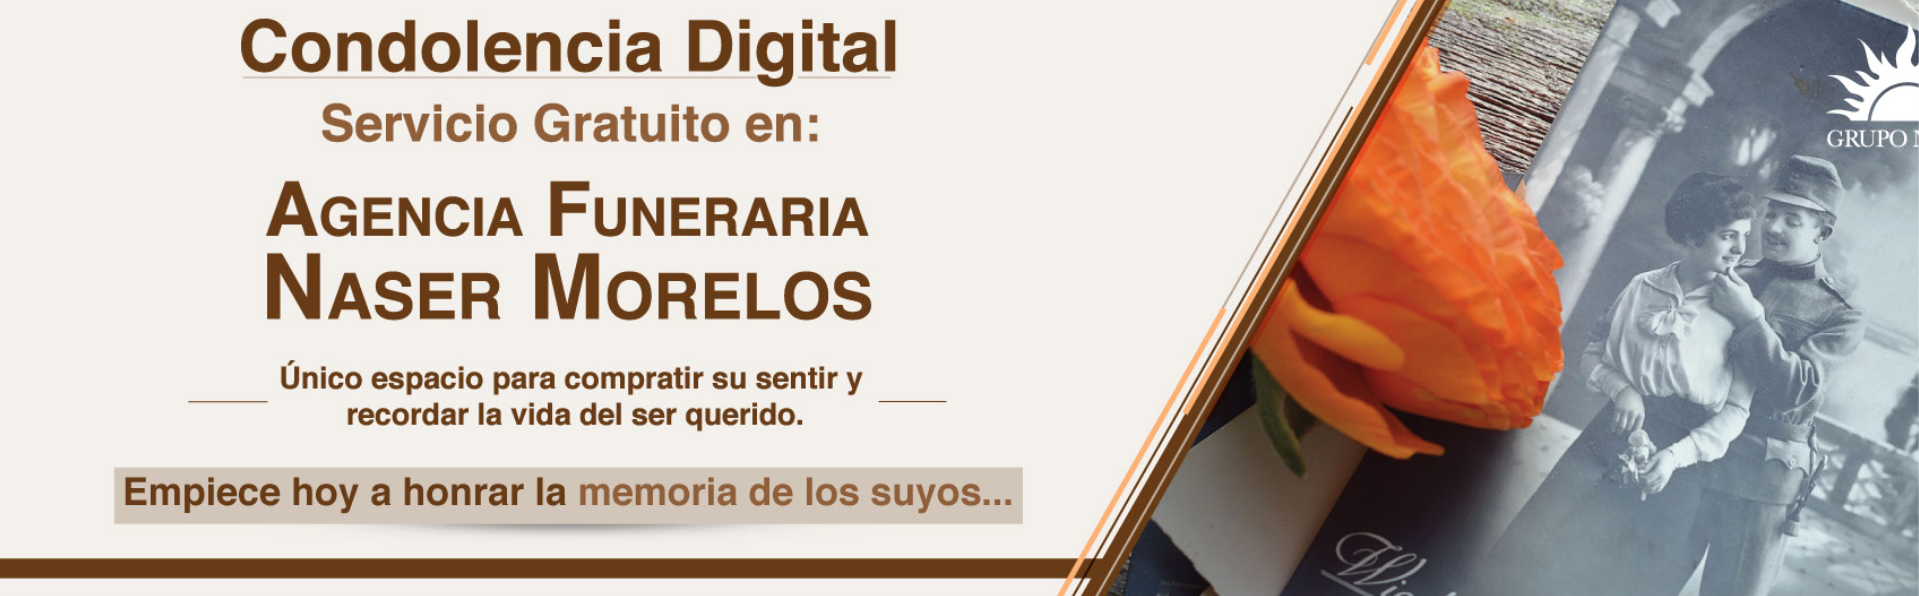 Condolencia Digital
Servicio Gratuito en:
AGENCIA FUNERARIA
NASER MORELOS
Único espacio para compratir su sentir y
recordar la vida del ser querido.
Empiece hoy a honrar la memoria de los suyos...
GRUPO